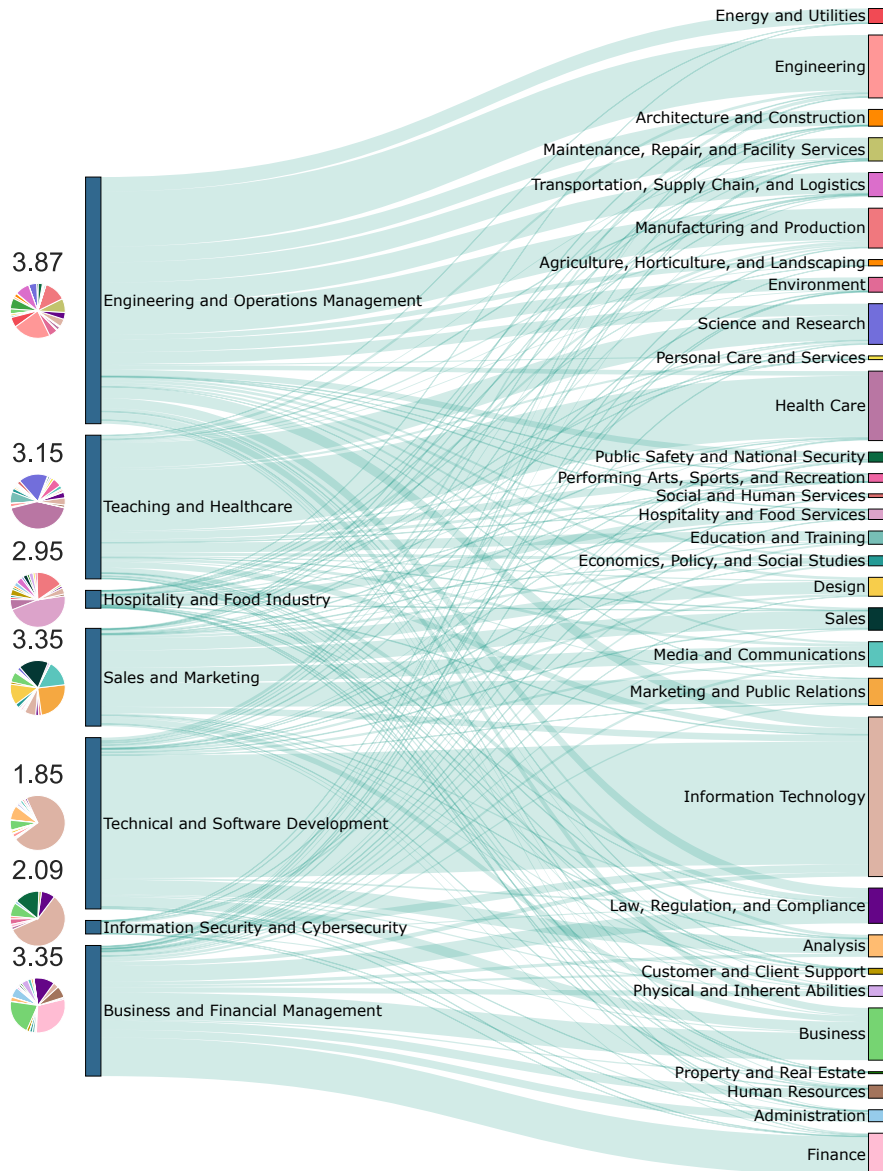 Energy and Utilities
Engineering
Architecture and Construction
Maintenance, Repair, and Facility Services
Transportation, Supply Chain, and Logistics
Manufacturing and Production
Agriculture, Horticulture, and Landscaping
Environment
Science and Research
Personal Care and Services
Health Care
Public Safety and National Security
Performing Arts, Sports, and Recreation
Social and Human Services
Hospitality and Food Services
Education and Training
Economics, Policy, and Social Studies
Design
Sales
Media and Communications
Marketing and Public Relations
Information Technology
Law, Regulation, and Compliance
Analysis
Customer and Client Support
Physical and Inherent Abilities
Business
Property and Real Estate
Human Resources
Administration
Finance
3.87
Engineering and Operations Management
3.15
Teaching and Healthcare
2.95
Hospitality and Food Industry
3.35
Sales and Marketing
1.85
Technical and Software Development
2.09
Information Security and Cybersecurity
3.35
Business and Financial Management